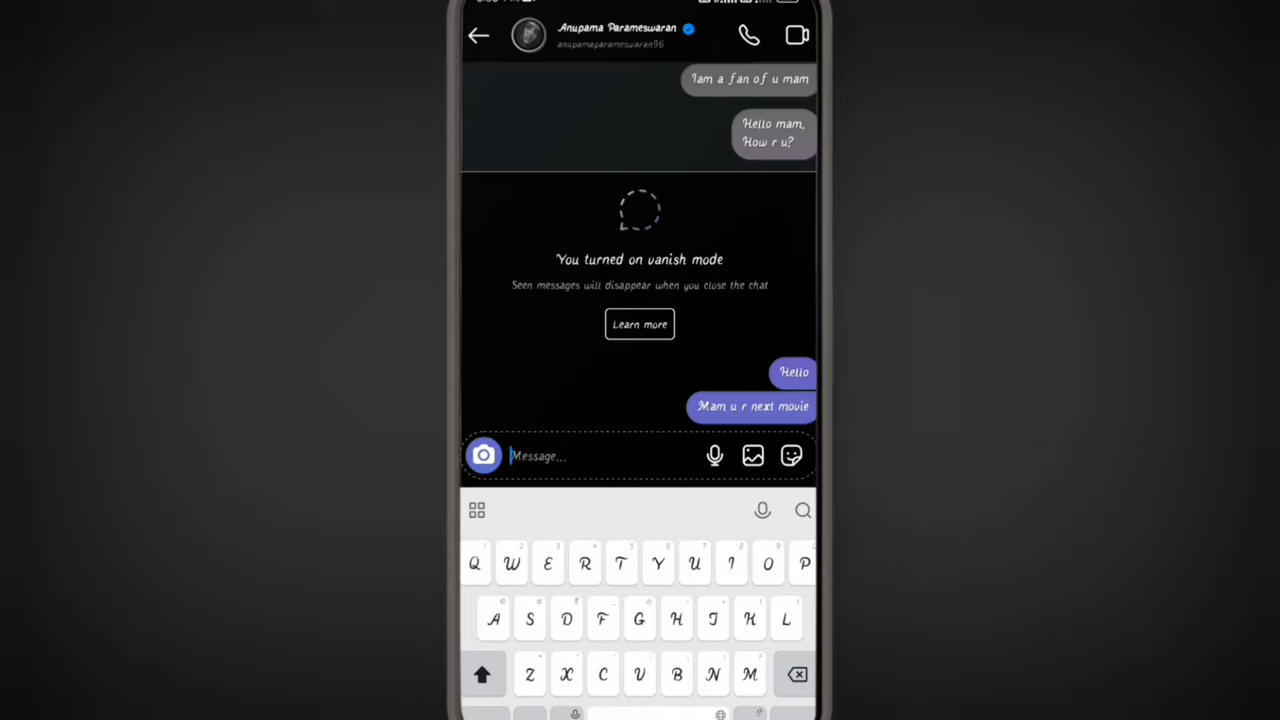 Anupama Parameswaran
anupamaparameswaran96
Iam a fan of u mam
Hello mam,
How r u?
You turned on vanish mode
Seen messages will disappear when you close the chat
Learn more
Hello
Mam u r next movie
Message...
Q W E R T Y U I O P
A S D F G H J K L
Z X C V B N M